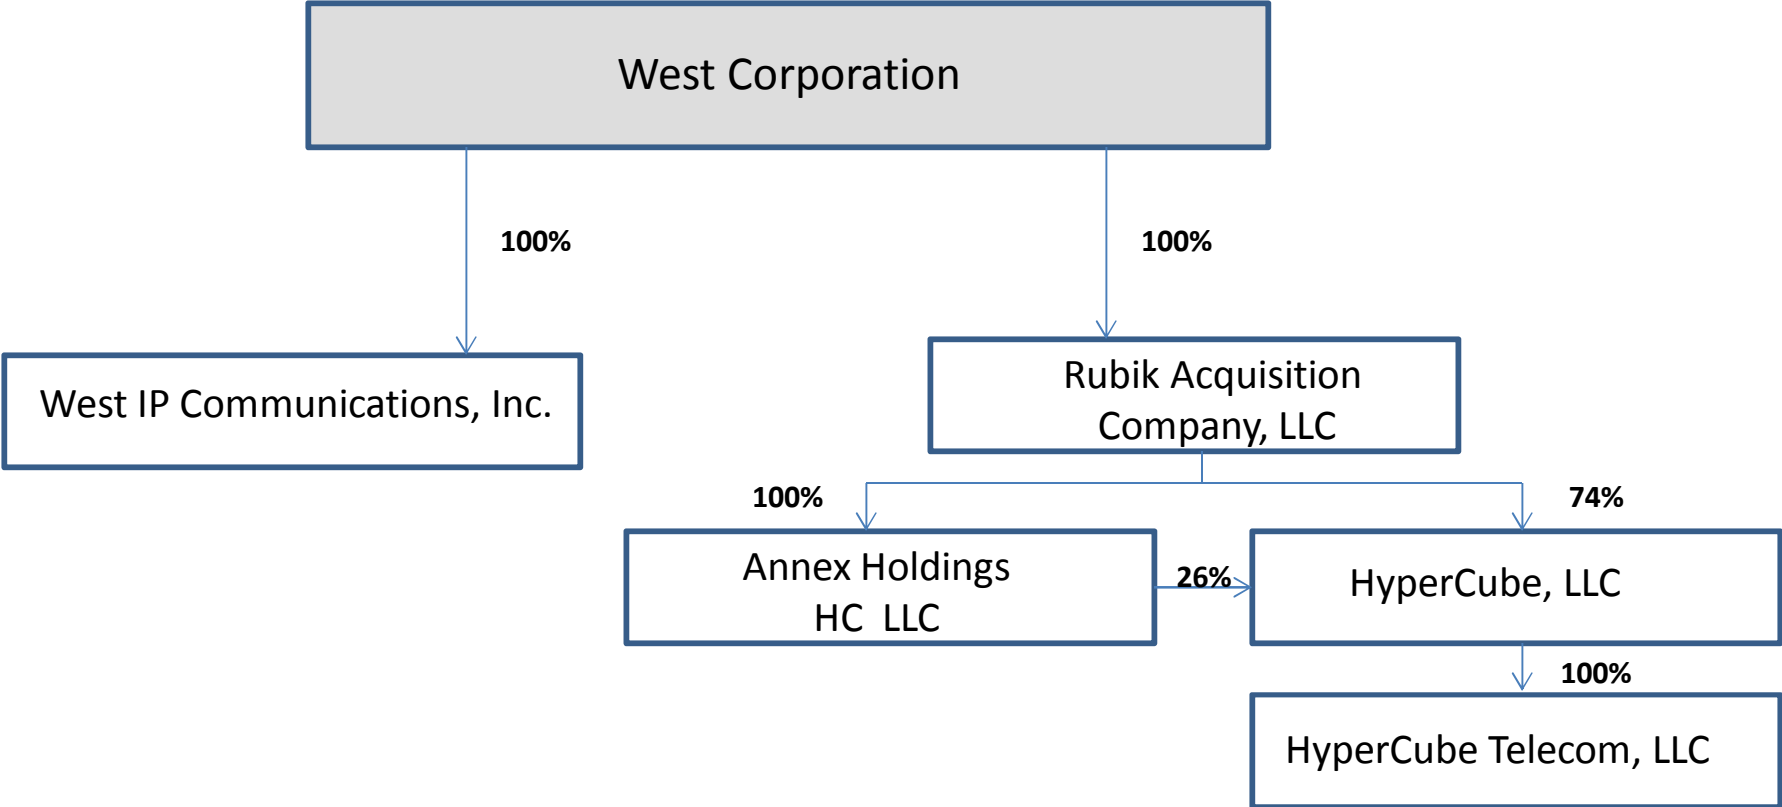 West Corporation
100%
100%
West IP Communications, Inc.
Rubik Acquisition
Company, LLC
100%
74%
Annex Holdings
HC  LLC
26%
HyperCube, LLC
100%
HyperCube Telecom, LLC